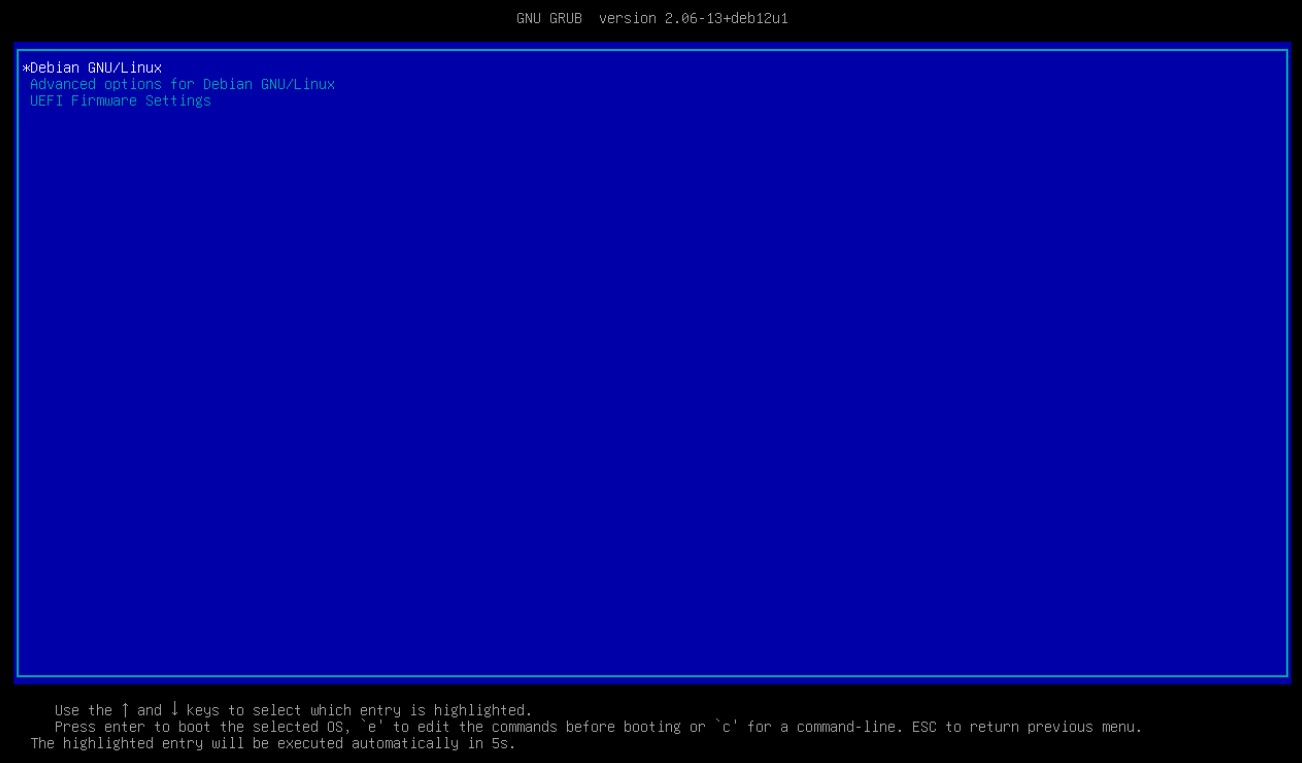 GNU GRUB  version 2.06-13+deb12u1
*Debian GNU/Linux
Advanced options for Debian GNU/Linux
UEFI Firmware Settings
Use the ↑ and ↓ keys to select which entry is highlighted.
Press enter to boot the selected OS, `e' to edit the commands before booting or `c' for a command-line. ESC to return previous menu.
The highlighted entry will be executed automatically in 5s.